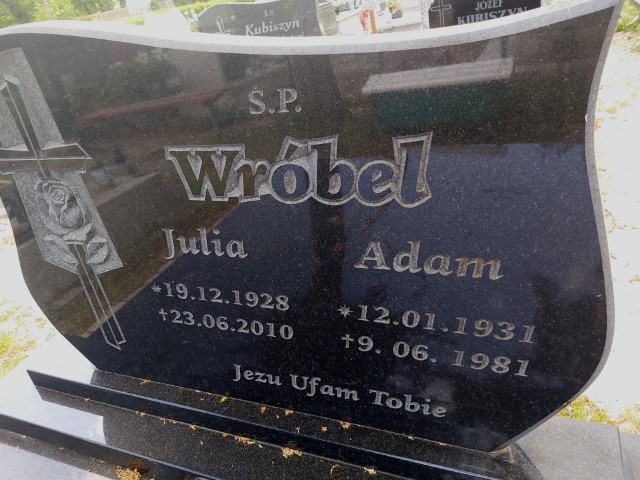 Kubiszyn
JÓZEF
KUBISZYN
Ś.P.
Wróbel
Julia
*19.12.1928
†23.06.2010
Adam
*12.01.1931
†9. 06. 1981
Jezu Ufam Tobie